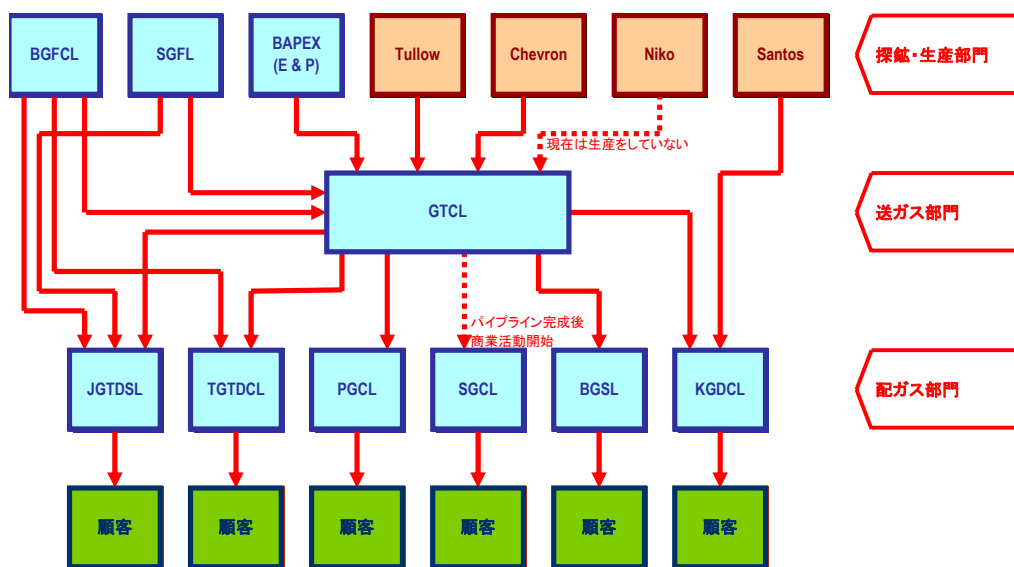 BGFCL
SGFL
BAPEX
(E & P)
Tullow
Chevron
Niko
Santos
探鉱・生産部門
現在は生産をしていない
GTCL
送ガス部門
パイプライン完成後
商業活動開始
JGTDSL
TGTDCL
PGCL
SGCL
BGSL
KGDCL
配ガス部門
顧客
顧客
顧客
顧客
顧客
顧客